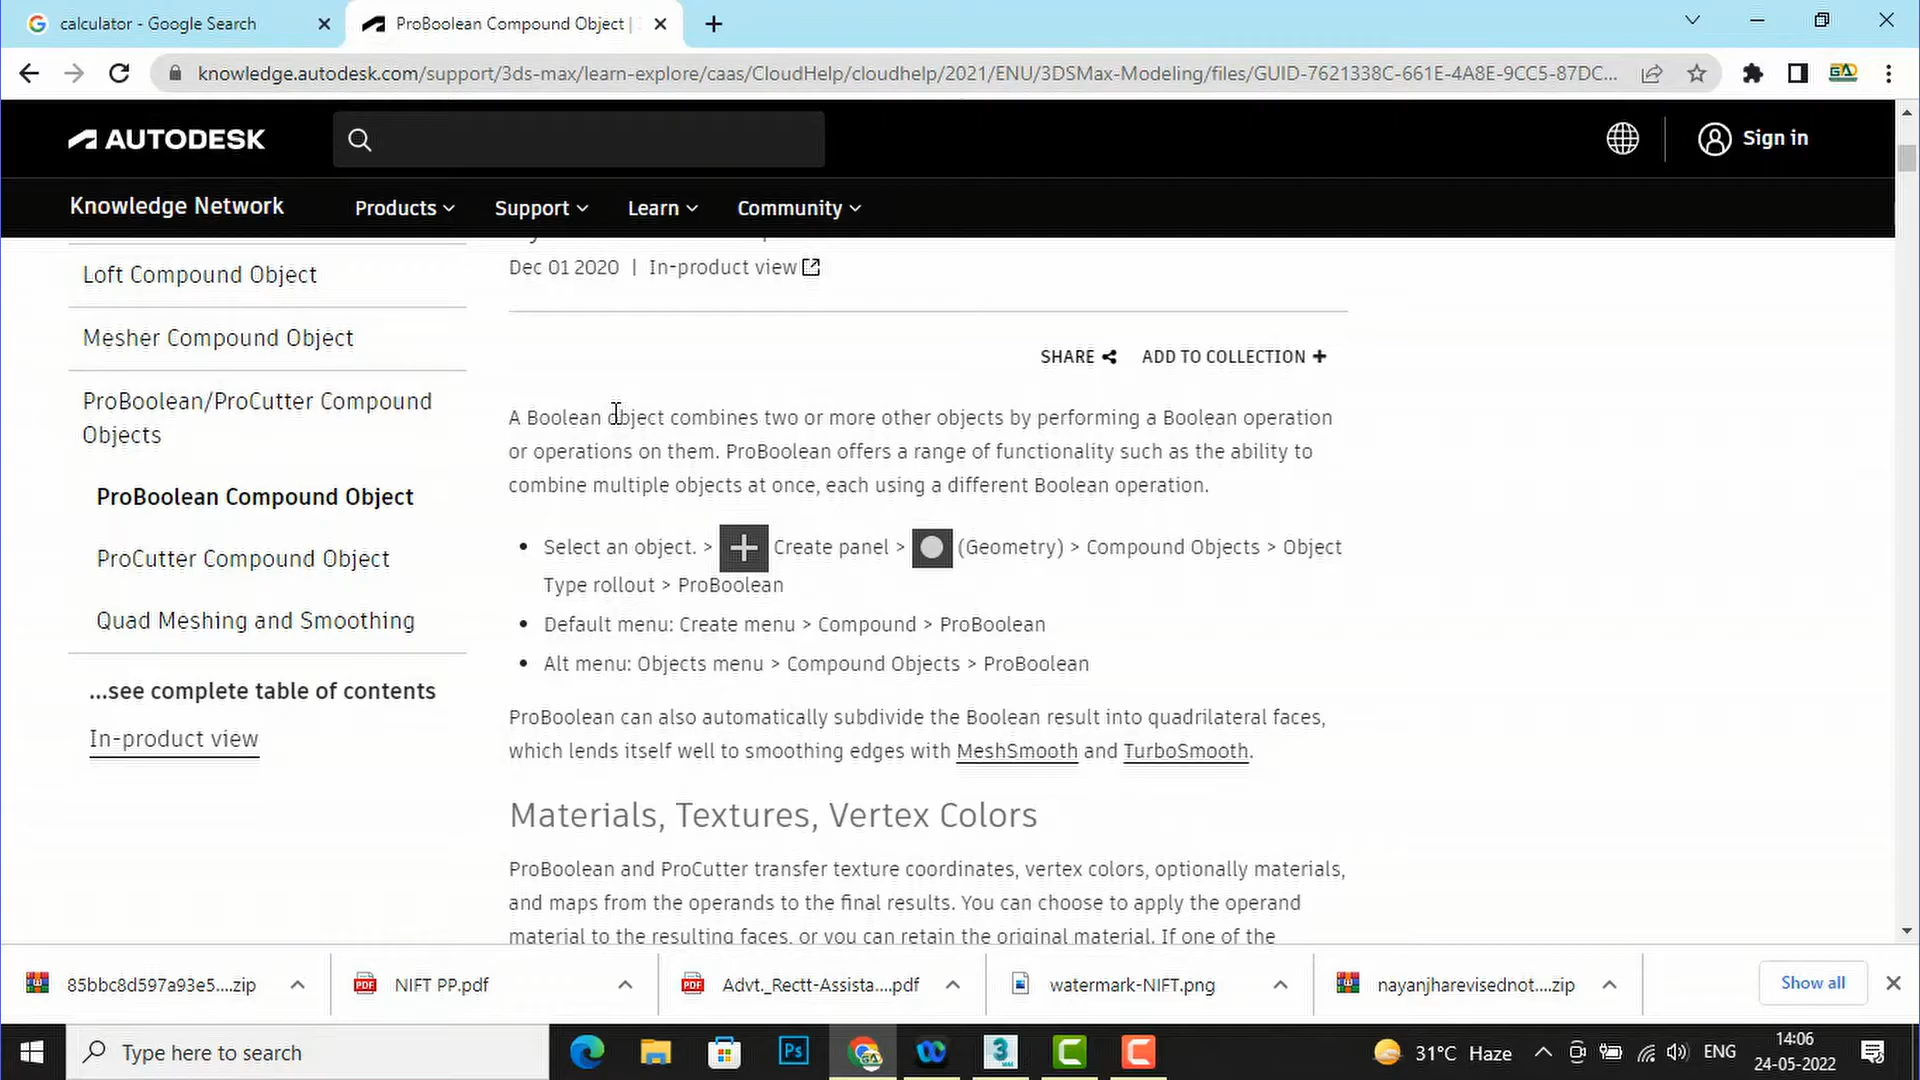 calculator - Google Search
ProBoolean Compound Object |
knowledge.autodesk.com/support/3ds-max/learn-explore/caas/CloudHelp/cloudhelp/2021/ENU/3DSMax-Modeling/files/GUID-7621338C-661E-4A8E-9CC5-87DC...
AUTODESK
Sign in
Knowledge Network
Products
Support
Learn
Community
Loft Compound Object
Mesher Compound Object
ProBoolean/ProCutter Compound
Objects
ProBoolean Compound Object
ProCutter Compound Object
Quad Meshing and Smoothing
...see complete table of contents
In-product view
Dec 01 2020 | In-product view
SHARE
ADD TO COLLECTION +
A Boolean object combines two or more other objects by performing a Boolean operation
or operations on them. ProBoolean offers a range of functionality such as the ability to
combine multiple objects at once, each using a different Boolean operation.
• Select an object. > Create panel > (Geometry) > Compound Objects > Object
Type rollout > ProBoolean
• Default menu: Create menu > Compound > ProBoolean
• Alt menu: Objects menu > Compound Objects > ProBoolean
ProBoolean can also automatically subdivide the Boolean result into quadrilateral faces,
which lends itself well to smoothing edges with MeshSmooth and TurboSmooth.
Materials, Textures, Vertex Colors
ProBoolean and ProCutter transfer texture coordinates, vertex colors, optionally materials,
and maps from the operands to the final results. You can choose to apply the operand
material to the resulting faces, or you can retain the original material. If one of the
85bbc8d597a93e5....zip
NIFT PP.pdf
Advt._Rectt-Assista....pdf
watermark-NIFT.png
nayanjharevisednot....zip
Show all
Type here to search
Ps
3
31°C Haze
ENG
14:06
24-05-2022